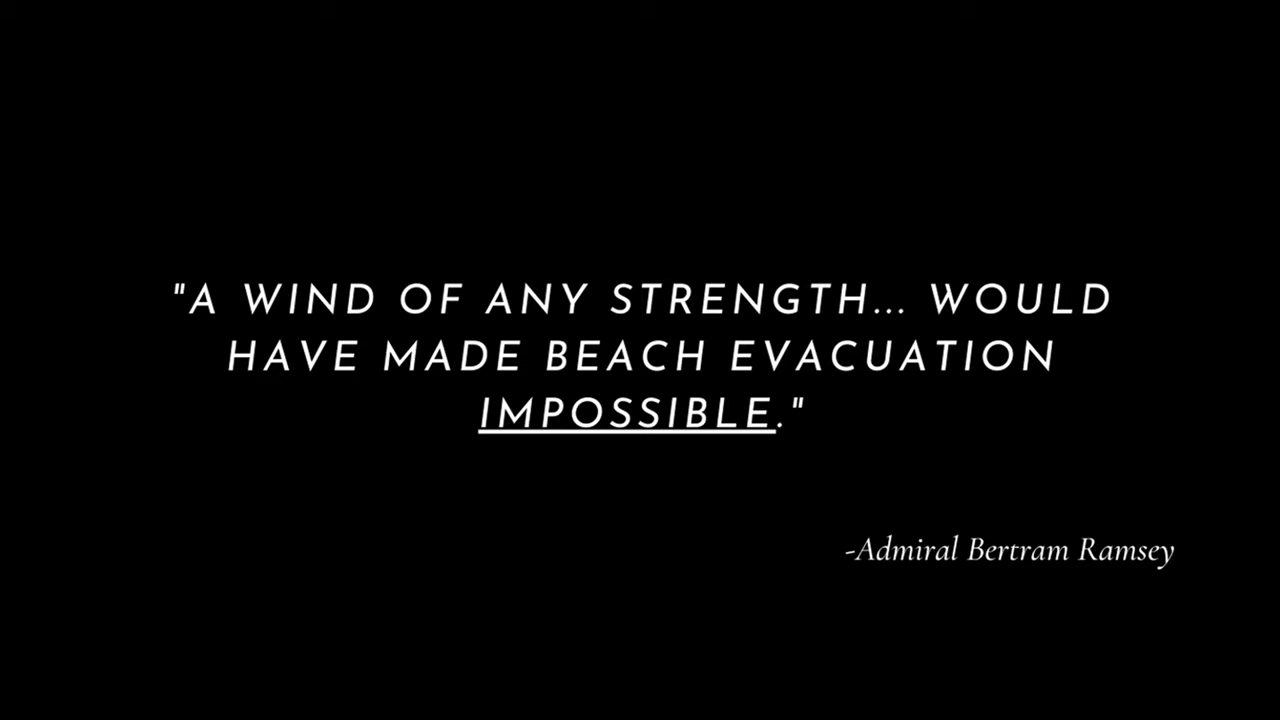 "A WIND OF ANY STRENGTH... WOULD
HAVE MADE BEACH EVACUATION
IMPOSSIBLE."
-Admiral Bertram Ramsey